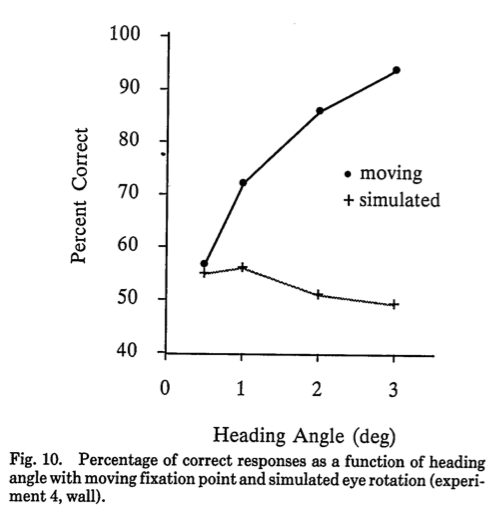 100
90
80
70
60
50
40
Percent Correct
moving
simulated
0 1 2 3
Heading Angle (deg)
Fig. 10. Percentage of correct responses as a function of heading
angle with moving fixation point and simulated eye rotation (experi-
ment 4, wall).